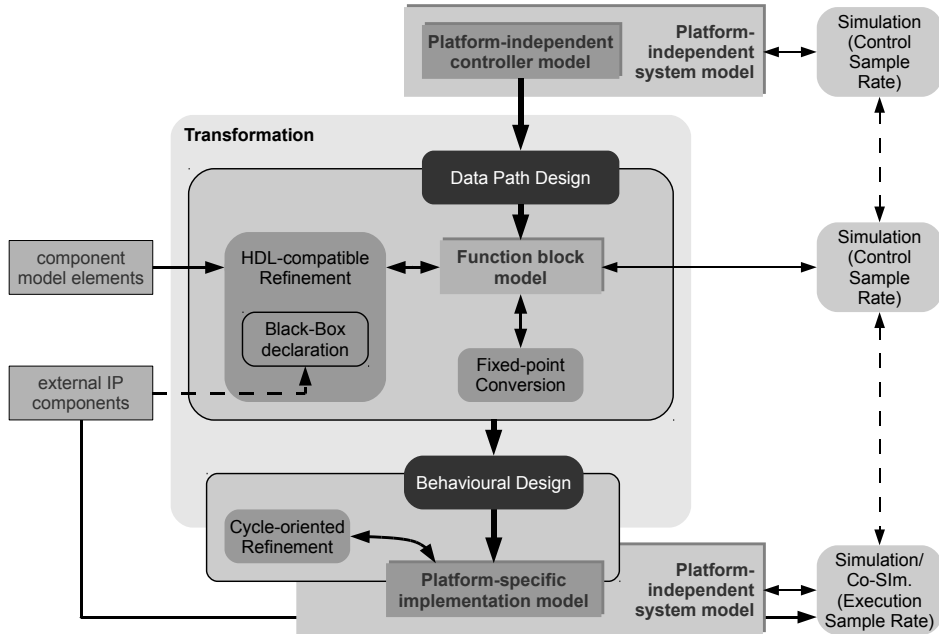 Platform-independent
controller model
Platform-
independent
system model
Simulation
(Control
Sample
Rate)
Transformation
Data Path Design
component
model elements
HDL-compatible
Refinement
Function block
model
Simulation
(Control
Sample
Rate)
Black-Box
declaration
Fixed-point
Conversion
external IP
components
Behavioural Design
Cycle-oriented
Refinement
Platform-specific
implementation model
Platform-
independent
system model
Simulation/
Co-SIm.
(Execution
Sample Rate)